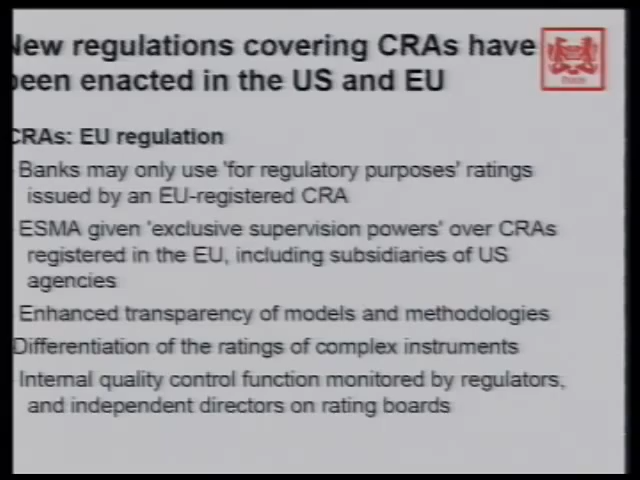 New regulations covering CRAs have
been enacted in the US and EU
CRAs: EU regulation
Banks may only use 'for regulatory purposes' ratings
issued by an EU-registered CRA
ESMA given 'exclusive supervision powers' over CRAs
registered in the EU, including subsidiaries of US
agencies
Enhanced transparency of models and methodologies
Differentiation of the ratings of complex instruments
Internal quality control function monitored by regulators,
and independent directors on rating boards